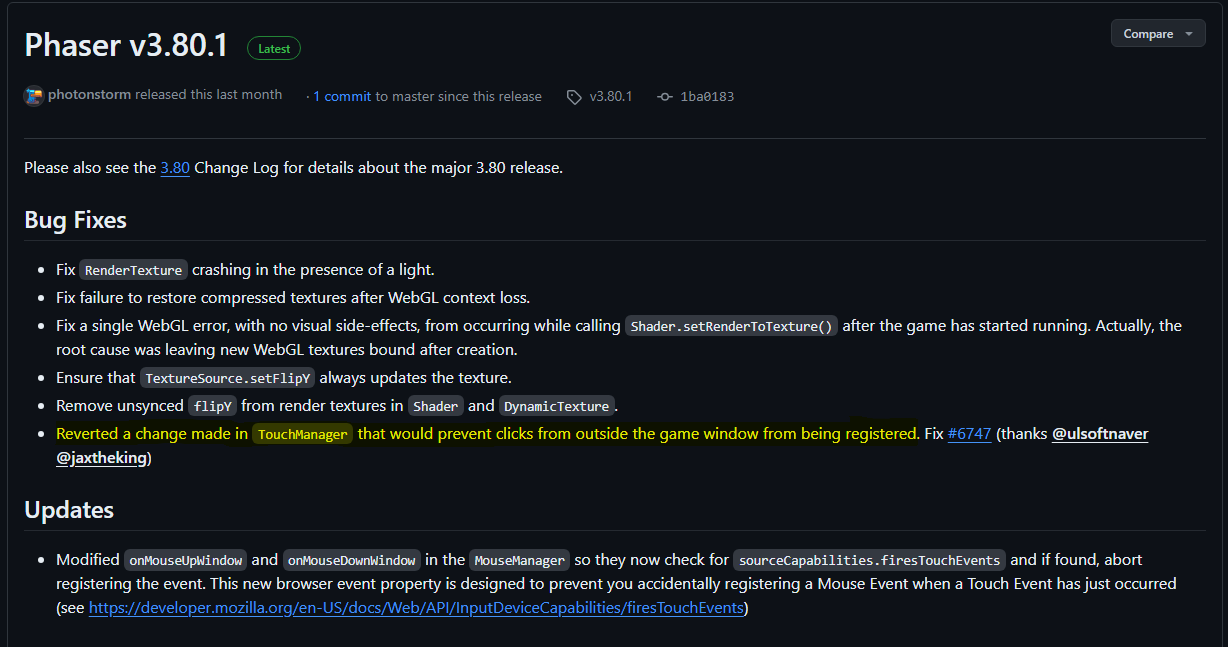 Phaser v3.80.1 Latest Compare
photonstorm released this last month · 1 commit to master since this release v3.80.1 1ba0183
Please also see the 3.80 Change Log for details about the major 3.80 release.
Bug Fixes
• Fix RenderTexture crashing in the presence of a light.
• Fix failure to restore compressed textures after WebGL context loss.
• Fix a single WebGL error, with no visual side-effects, from occurring while calling Shader.setRenderToTexture() after the game has started running. Actually, the
root cause was leaving new WebGL textures bound after creation.
• Ensure that TextureSource.setFlipY always updates the texture.
• Remove unsynced flipY from render textures in Shader and DynamicTexture.
• Reverted a change made in TouchManager that would prevent clicks from outside the game window from being registered. Fix #6747 (thanks @ulsoftnaver
@jaxtheking)
Updates
• Modified onMouseUpWindow and onMouseDownWindow in the MouseManager so they now check for sourceCapabilities.firesTouchEvents and if found, abort
registering the event. This new browser event property is designed to prevent you accidentally registering a Mouse Event when a Touch Event has just occurred
(see https://developer.mozilla.org/en-US/docs/Web/API/InputDeviceCapabilities/firesTouchEvents)